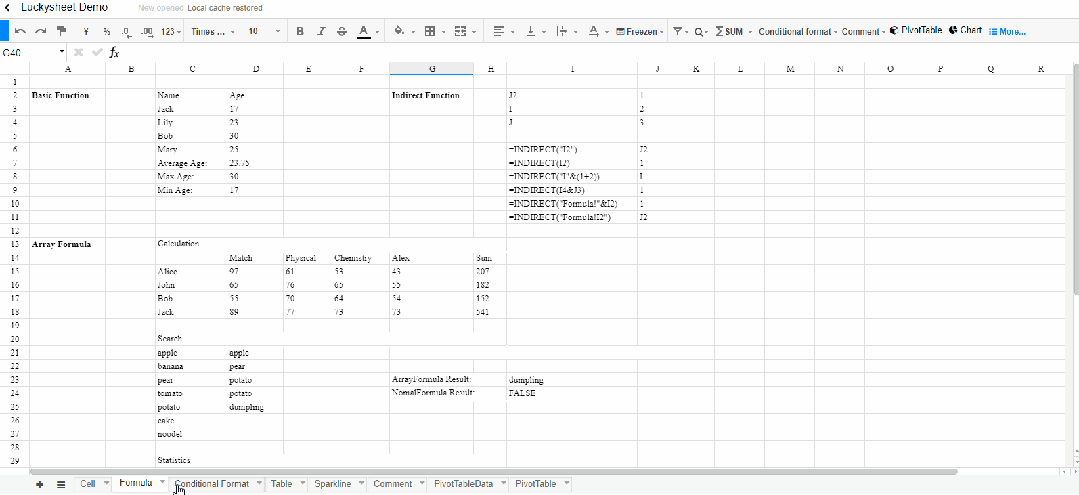 Luckysheet Demo New opened Local cache restored
¥ % .0 .00 123 Times ... 10 B I A Freezen ΣSUM Conditional format Comment PivotTable Chart More...
G40 fx
A B C D E F G H I J K L M N O P Q R
1
2 Basic Function Name Age Indirect Function J2 1
3 Jack 17 I 2
4 Lily 23 J 3
5 Bob 30
6 Mary 25 =INDIRECT("I2") J2
7 Average Age: 23.75 =INDIRECT(I2) 1
8 Max Age: 30 =INDIRECT("I"&(1+2)) I
9 Min Age: 17 =INDIRECT(I4&J3) 1
10 =INDIRECT("Formula!"&I2) 1
11 =INDIRECT("Formula!I2") J2
12
13 Array Formula Calculation
14 Match Physical Chemistry Alex Sum
15 Alice 97 61 53 43 207
16 John 65 76 65 55 182
17 Bob 55 70 64 54 152
18 Jack 89 77 73 73 541
19
20 Search
21 apple apple
22 banana pear
23 pear potato ArrayFormula Result: dumpling
24 tomato potato NomalFormula Result: FALSE
25 potato dumpling
26 cake
27 noodel
28
29 Statistics
Cell Formula Conditional Format Table Sparkline Comment PivotTableData PivotTable